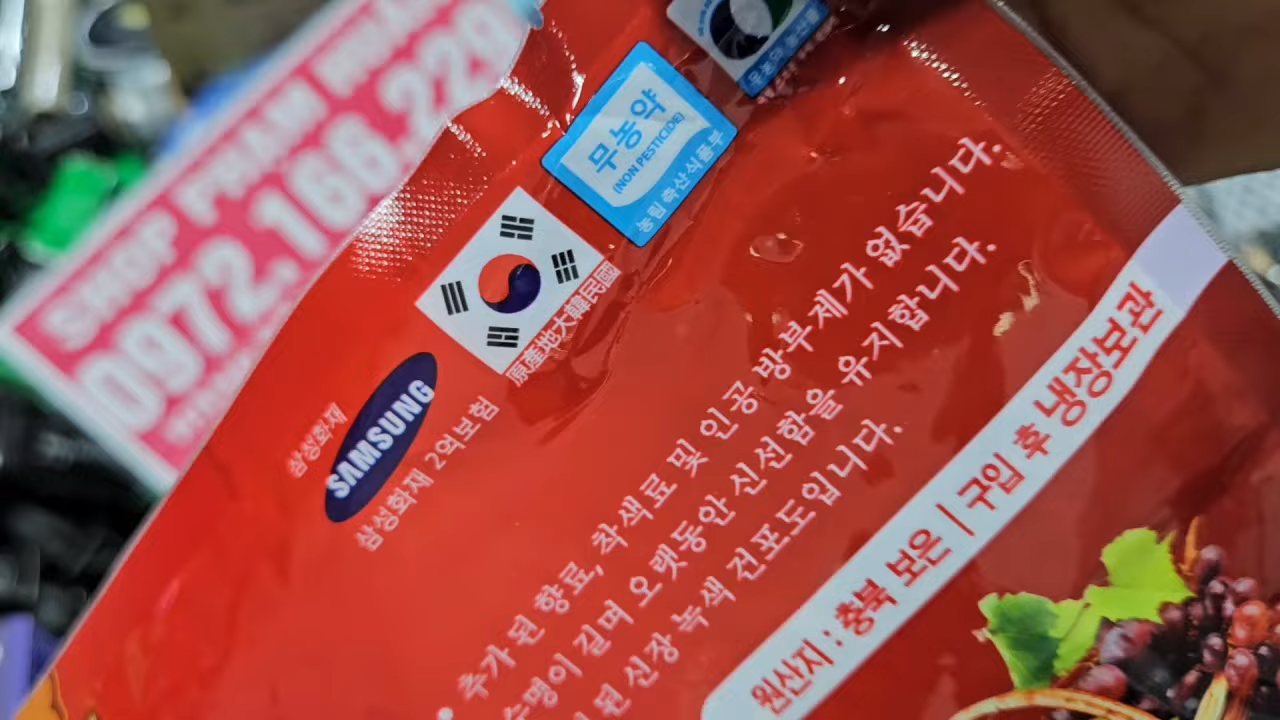 SHOP PHAM
0972.166.229
무농약
(NON PESTICIDE)
농림축산식품부
原產地大韓民國
삼성화재
SAMSUNG
삼성화재 2억보험
추가 된 향료, 착색료 및 인공 방부제가 없습니다.
수명이 길며 오랫동안 신선함을 유지합니다.
된 신장 녹색 건포도입니다.
원산지 : 충북 보은 | 구입 후 냉장보관